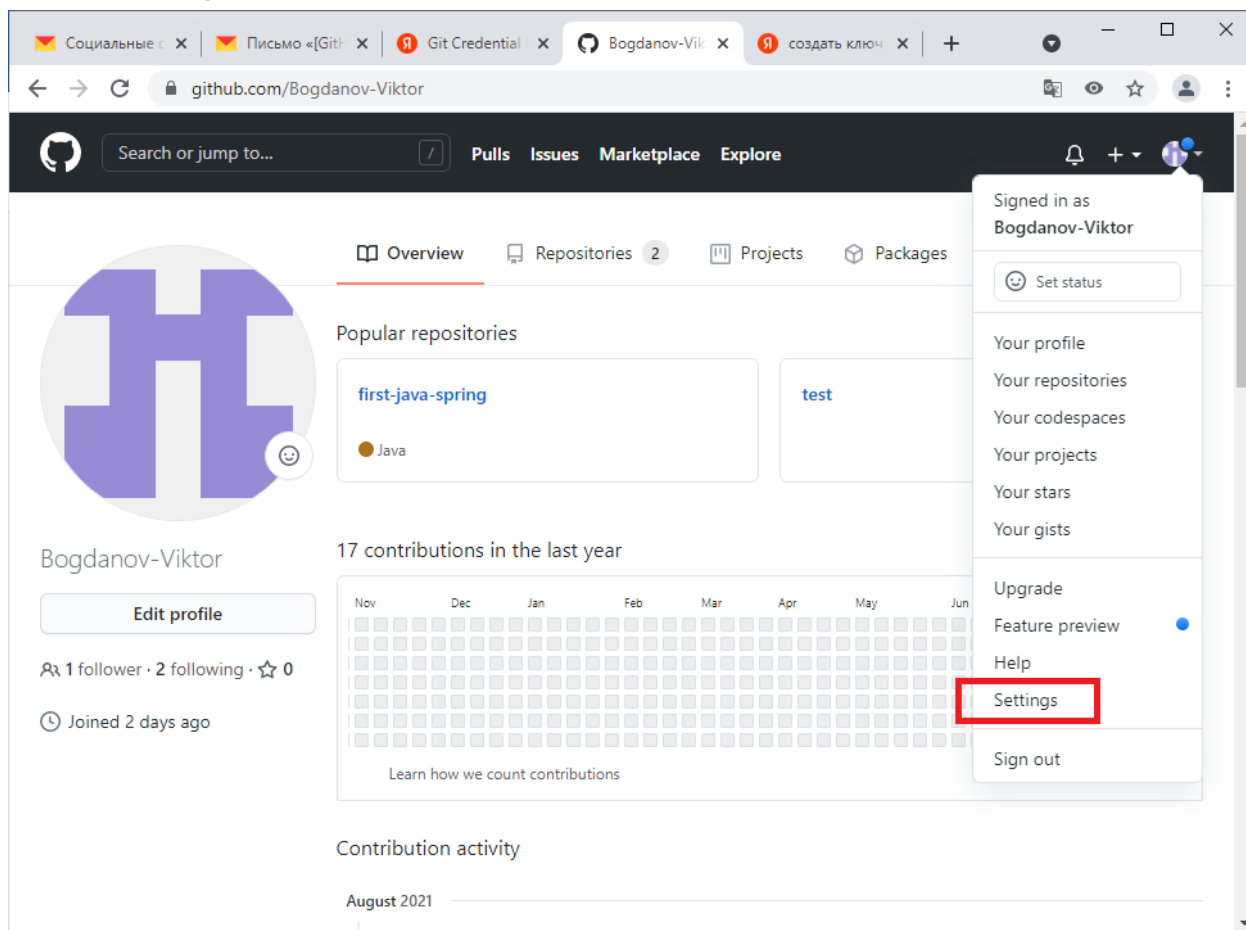 Социальные с
Письмо «[Git
Git Credential
Bogdanov-Vik
создать ключ
github.com/Bogdanov-Viktor
Search or jump to...
/
Pulls Issues Marketplace Explore
Signed in as
Bogdanov-Viktor
Overview
Repositories 2
Projects
Packages
Set status
Popular repositories
first-java-spring
Java
test
Your profile
Your repositories
Your codespaces
Your projects
Your stars
Your gists
Upgrade
Feature preview
Help
Settings
Sign out
Bogdanov-Viktor
Edit profile
1 follower · 2 following · 0
Joined 2 days ago
17 contributions in the last year
Nov Dec Jan Feb Mar Apr May Jun
Learn how we count contributions
Contribution activity
August 2021